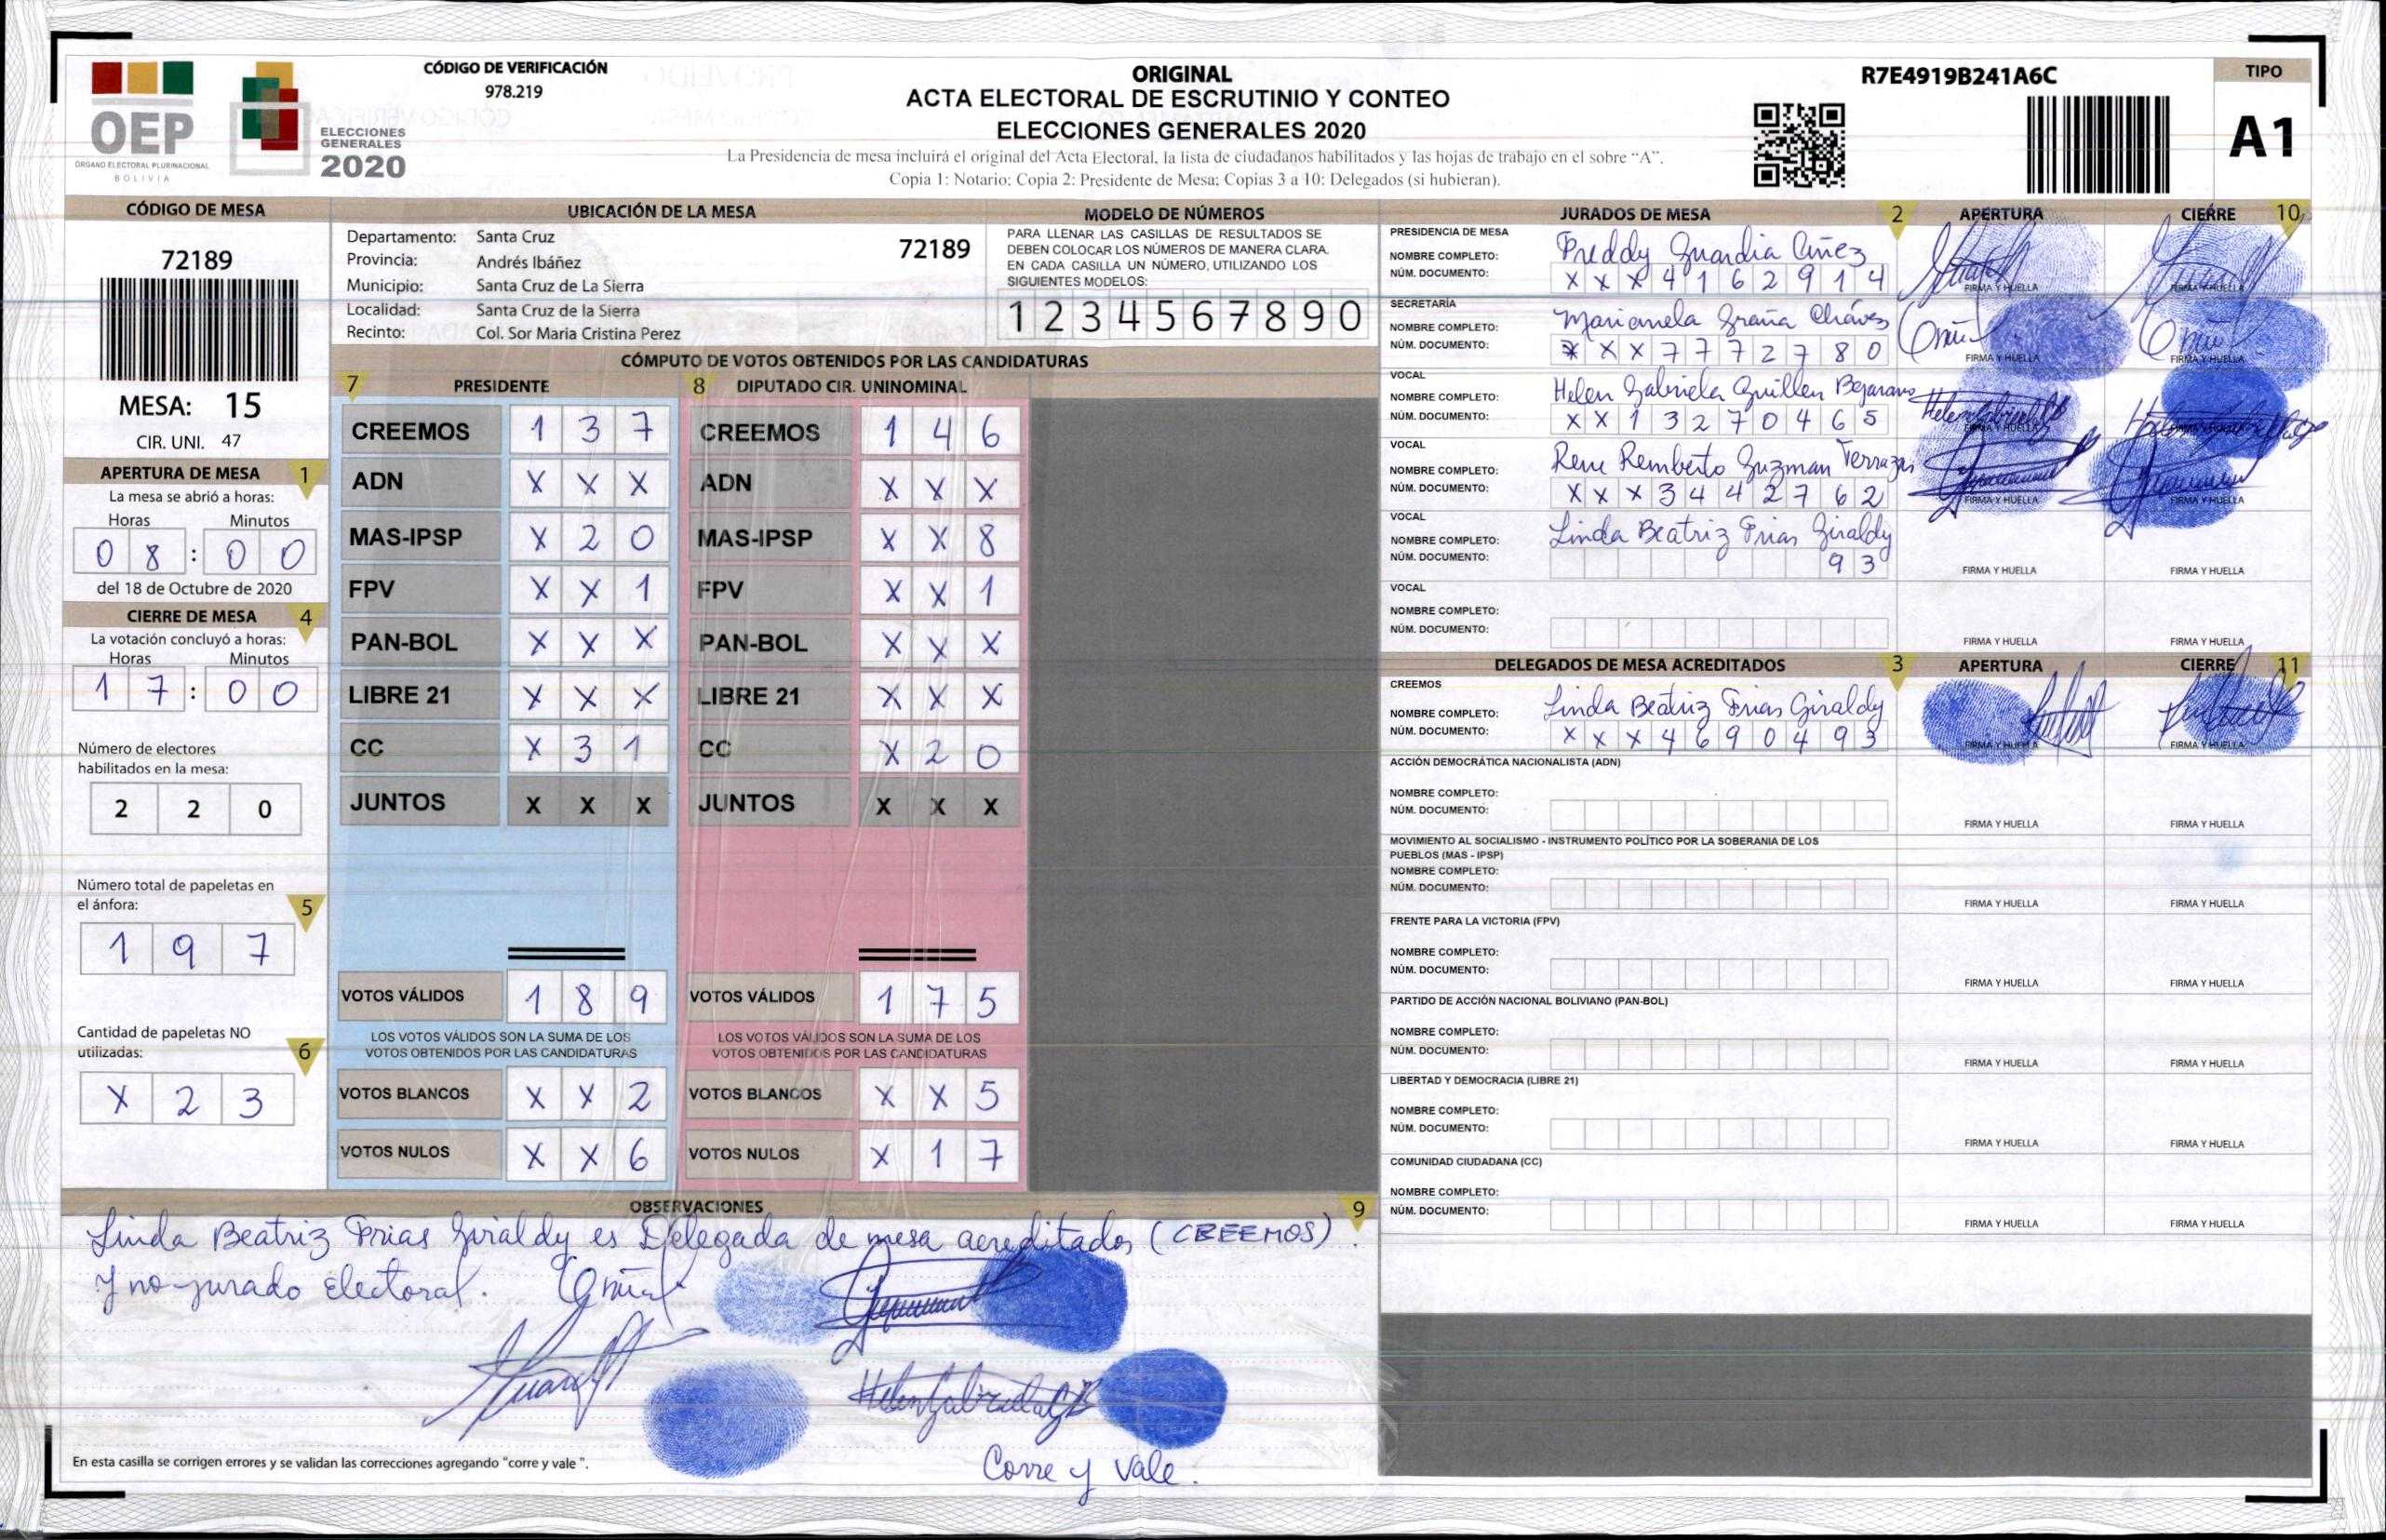 CÓDIGO DE VERIFICACIÓN
978.219
OEP
ÓRGANO ELECTORAL PLURINACIONAL
BOLIVIA
ELECCIONES
GENERALES
2020
ORIGINAL
ACTA ELECTORAL DE ESCRUTINIO Y CONTEO
ELECCIONES GENERALES 2020
La Presidencia de mesa incluirá el original del Acta Electoral, la lista de ciudadanos habilitados y las hojas de trabajo en el sobre “A”.
Copia 1: Notario; Copia 2: Presidente de Mesa; Copias 3 a 10: Delegados (si hubieran).
R7E4919B241A6C
TIPO
A1
CÓDIGO DE MESA
72189
MESA: 15
CIR. UNI. 47
APERTURA DE MESA 1
La mesa se abrió a horas:
Horas Minutos
0 8 : 0 0
del 18 de Octubre de 2020
CIERRE DE MESA 4
La votación concluyó a horas:
Horas Minutos
1 7 : 0 0
Número de electores
habilitados en la mesa:
2 2 0
Número total de papeletas en
el ánfora: 5
1 9 7
Cantidad de papeletas NO
utilizadas: 6
X 2 3
UBICACIÓN DE LA MESA
Departamento: Santa Cruz
Provincia: Andrés Ibáñez
Municipio: Santa Cruz de La Sierra
Localidad: Santa Cruz de la Sierra
Recinto: Col. Sor Maria Cristina Perez
72189
MODELO DE NÚMEROS
PARA LLENAR LAS CASILLAS DE RESULTADOS SE
DEBEN COLOCAR LOS NÚMEROS DE MANERA CLARA.
EN CADA CASILLA UN NÚMERO, UTILIZANDO LOS
SIGUIENTES MODELOS:
1 2 3 4 5 6 7 8 9 0
CÓMPUTO DE VOTOS OBTENIDOS POR LAS CANDIDATURAS
7 PRESIDENTE 8 DIPUTADO CIR. UNINOMINAL
CREEMOS 1 3 7 CREEMOS 1 4 6
ADN X X X ADN X X X
MAS-IPSP X 2 0 MAS-IPSP X X 8
FPV X X 1 FPV X X 1
PAN-BOL X X X PAN-BOL X X X
LIBRE 21 X X X LIBRE 21 X X X
CC X 3 1 CC X 2 0
JUNTOS X X X JUNTOS X X X
VOTOS VÁLIDOS 1 8 9 VOTOS VÁLIDOS 1 7 5
LOS VOTOS VÁLIDOS SON LA SUMA DE LOS LOS VOTOS VÁLIDOS SON LA SUMA DE LOS
VOTOS OBTENIDOS POR LAS CANDIDATURAS VOTOS OBTENIDOS POR LAS CANDIDATURAS
VOTOS BLANCOS X X 2 VOTOS BLANCOS X X 5
VOTOS NULOS X X 6 VOTOS NULOS X 1 7
OBSERVACIONES 9
Linda Beatriz Frias Giraldy es Delegada de mesa acreditados (CREEMOS).
y no jurado Electoral.
Corre y Vale.
En esta casilla se corrigen errores y se validan las correcciones agregando "corre y vale ".
JURADOS DE MESA 2 APERTURA CIERRE 10
PRESIDENCIA DE MESA
NOMBRE COMPLETO: Freddy Guardia Añez
NÚM. DOCUMENTO: X X X 4 1 6 2 9 1 4 FIRMA Y HUELLA FIRMA Y HUELLA
SECRETARÍA
NOMBRE COMPLETO: Marianela Graña Cháves
NÚM. DOCUMENTO: X X X 7 7 7 2 7 8 0 FIRMA Y HUELLA FIRMA Y HUELLA
VOCAL
NOMBRE COMPLETO: Helen Gabriela Guillen Bejarano
NÚM. DOCUMENTO: X X 1 3 2 7 0 4 6 5 FIRMA Y HUELLA
VOCAL
NOMBRE COMPLETO: Rene Remberto Guzman Terrazas
NÚM. DOCUMENTO: X X X 3 4 4 2 7 6 2 FIRMA Y HUELLA FIRMA Y HUELLA
VOCAL
NOMBRE COMPLETO: Linda Beatriz Frias Giraldy
NÚM. DOCUMENTO: 9 3 FIRMA Y HUELLA FIRMA Y HUELLA
VOCAL
NOMBRE COMPLETO:
NÚM. DOCUMENTO: FIRMA Y HUELLA FIRMA Y HUELLA
DELEGADOS DE MESA ACREDITADOS 3 APERTURA CIERRE 11
CREEMOS
NOMBRE COMPLETO: Linda Beatriz Frias Giraldy
NÚM. DOCUMENTO: X X X 4 6 9 0 4 9 3 FIRMA Y HUELLA FIRMA Y HUELLA
ACCIÓN DEMOCRÁTICA NACIONALISTA (ADN)
NOMBRE COMPLETO:
NÚM. DOCUMENTO: FIRMA Y HUELLA FIRMA Y HUELLA
MOVIMIENTO AL SOCIALISMO - INSTRUMENTO POLÍTICO POR LA SOBERANIA DE LOS
PUEBLOS (MAS - IPSP)
NOMBRE COMPLETO:
NÚM. DOCUMENTO: FIRMA Y HUELLA FIRMA Y HUELLA
FRENTE PARA LA VICTORIA (FPV)
NOMBRE COMPLETO:
NÚM. DOCUMENTO: FIRMA Y HUELLA FIRMA Y HUELLA
PARTIDO DE ACCIÓN NACIONAL BOLIVIANO (PAN-BOL)
NOMBRE COMPLETO:
NÚM. DOCUMENTO: FIRMA Y HUELLA FIRMA Y HUELLA
LIBERTAD Y DEMOCRACIA (LIBRE 21)
NOMBRE COMPLETO:
NÚM. DOCUMENTO: FIRMA Y HUELLA FIRMA Y HUELLA
COMUNIDAD CIUDADANA (CC)
NOMBRE COMPLETO:
NÚM. DOCUMENTO: FIRMA Y HUELLA FIRMA Y HUELLA